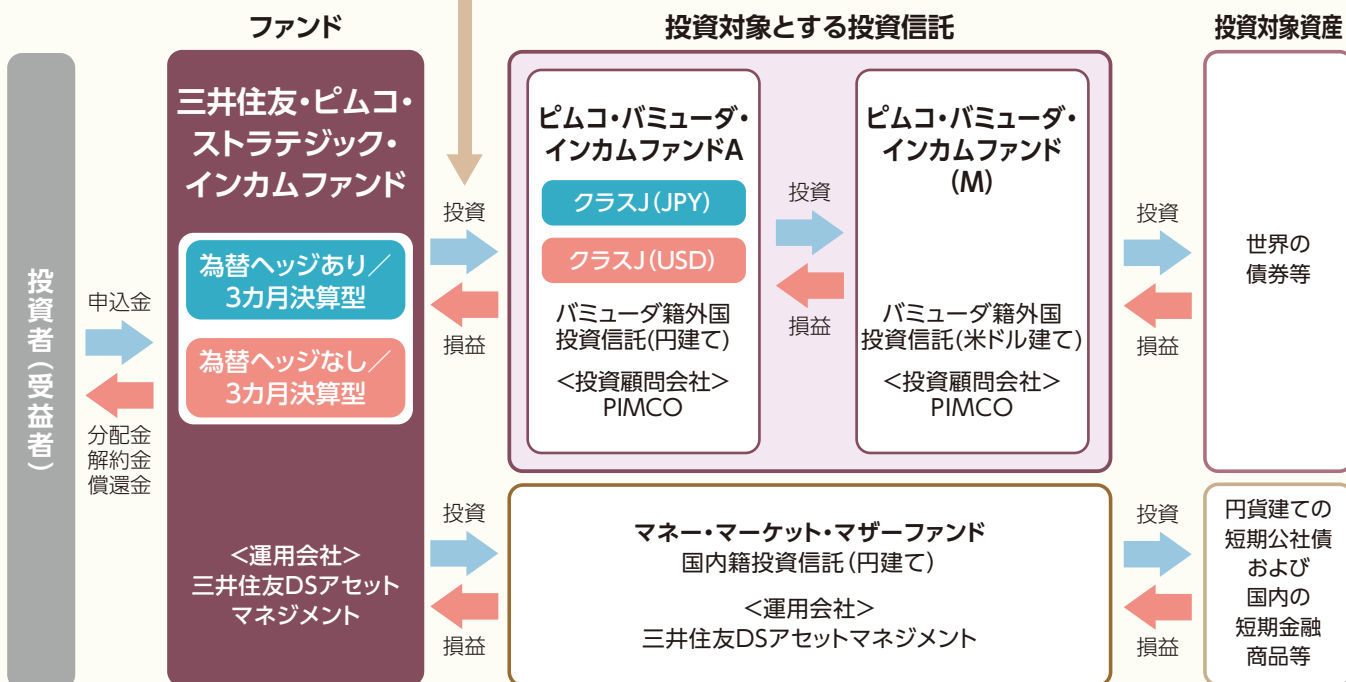 ファンド
投資対象とする投資信託
投資対象資産
投資者(受益者)
申込金
分配金
解約金
償還金
三井住友・ピムコ・
ストラテジック・
インカムファンド
為替ヘッジあり/
3カ月決算型
為替ヘッジなし/
3カ月決算型
<運用会社>
三井住友DSアセット
マネジメント
投資
損益
ピムコ・バミューダ・
インカムファンドA
クラスJ(JPY)
クラスJ(USD)
バミューダ籍外国
投資信託(円建て)
<投資顧問会社>
PIMCO
投資
損益
ピムコ・バミューダ・
インカムファンド
(M)
バミューダ籍外国
投資信託(米ドル建て)
<投資顧問会社>
PIMCO
投資
損益
世界の
債券等
投資
損益
マネー・マーケット・マザーファンド
国内籍投資信託(円建て)
<運用会社>
三井住友DSアセットマネジメント
投資
損益
円貨建ての
短期公社債
および
国内の
短期金融
商品等